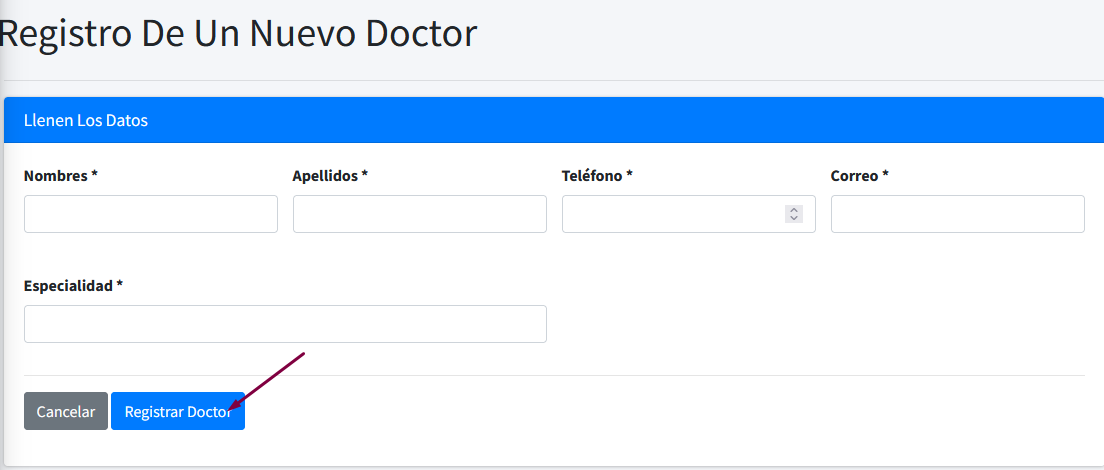 Registro De Un Nuevo Doctor
Llenen Los Datos
Nombres * Apellidos * Teléfono * Correo *
Especialidad *
Cancelar Registrar Doctor